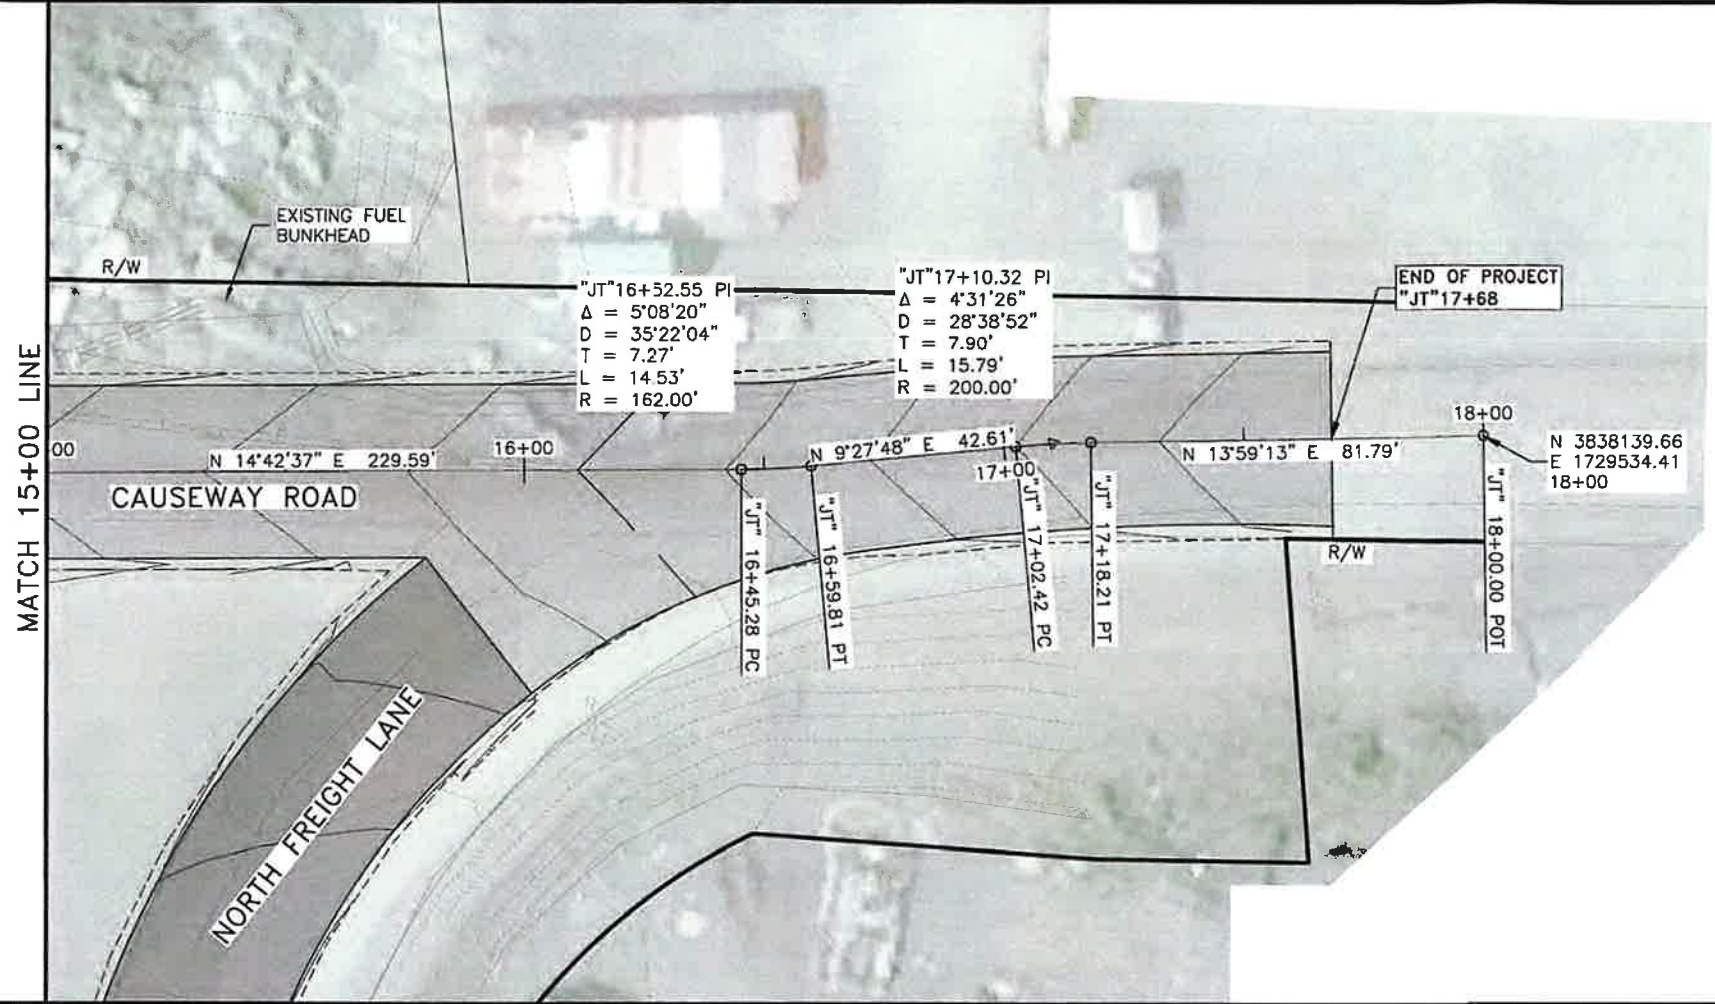 MATCH 15+00 LINE
EXISTING FUEL
BUNKHEAD
R/W
"JT"16+52.55 PI
Δ = 5°08'20"
D = 35°22'04"
T = 7.27'
L = 14.53'
R = 162.00'
"JT"17+10.32 PI
Δ = 4°31'26"
D = 28°38'52"
T = 7.90'
L = 15.79'
R = 200.00'
END OF PROJECT
"JT"17+68
00
N 14°42'37" E 229.59'
16+00
N 9°27'48" E 42.61'
17+00
N 13°59'13" E 81.79'
18+00
N 3838139.66
E 1729534.41
18+00
CAUSEWAY ROAD
"JT" 16+45.28 PC
"JT" 16+59.81 PT
"JT" 17+02.42 PC
"JT" 17+18.21 PT
"JT" 18+00.00 POT
R/W
NORTH FREIGHT LANE